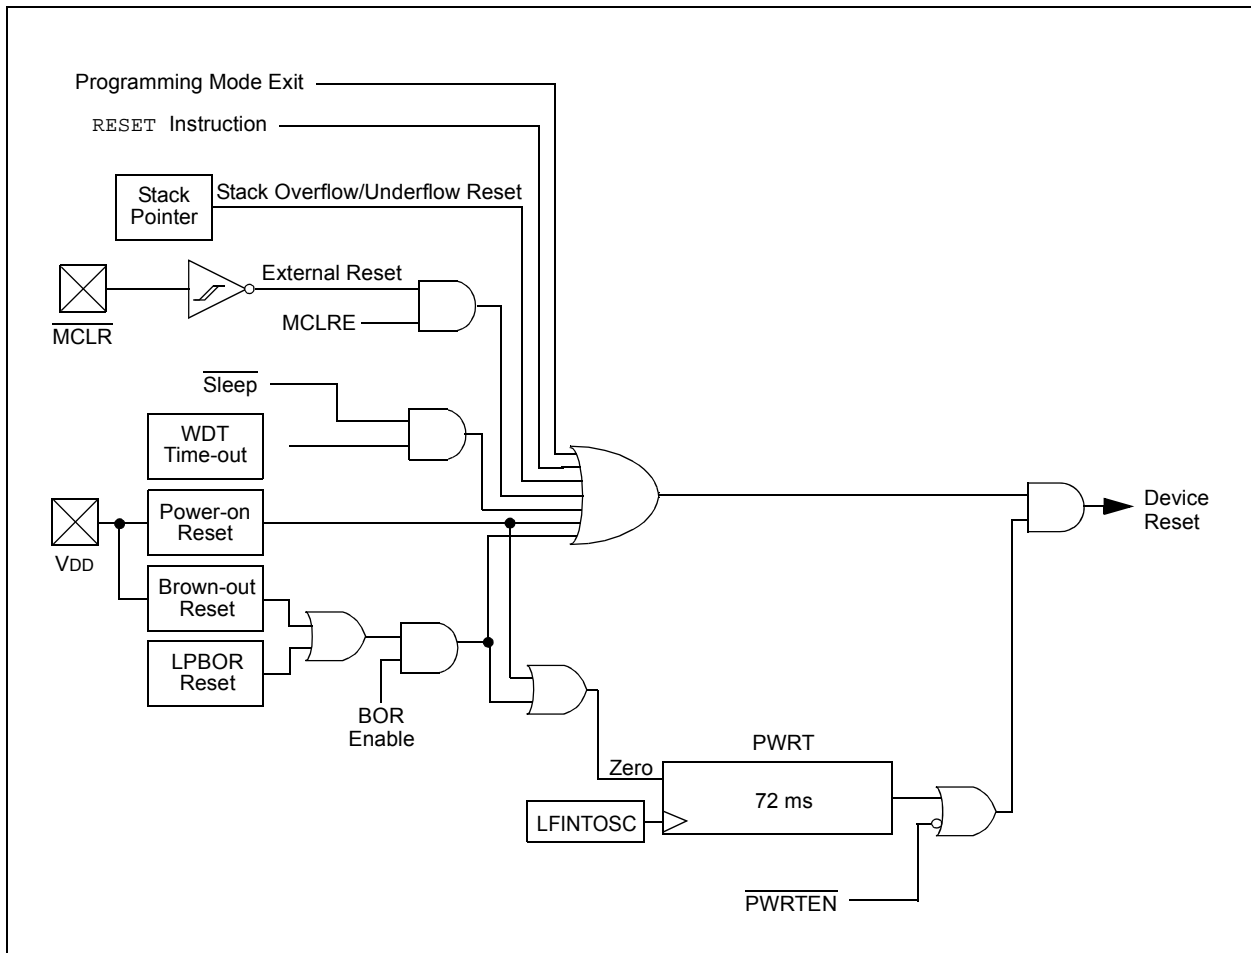 Programming Mode Exit
RESET Instruction
Stack
Pointer
Stack Overflow/Underflow Reset
External Reset
MCLR
MCLRE
Sleep
WDT
Time-out
Power-on
Reset
VDD
Device
Reset
Brown-out
Reset
LPBOR
Reset
BOR
Enable
PWRT
Zero
72 ms
LFINTOSC
PWRTEN